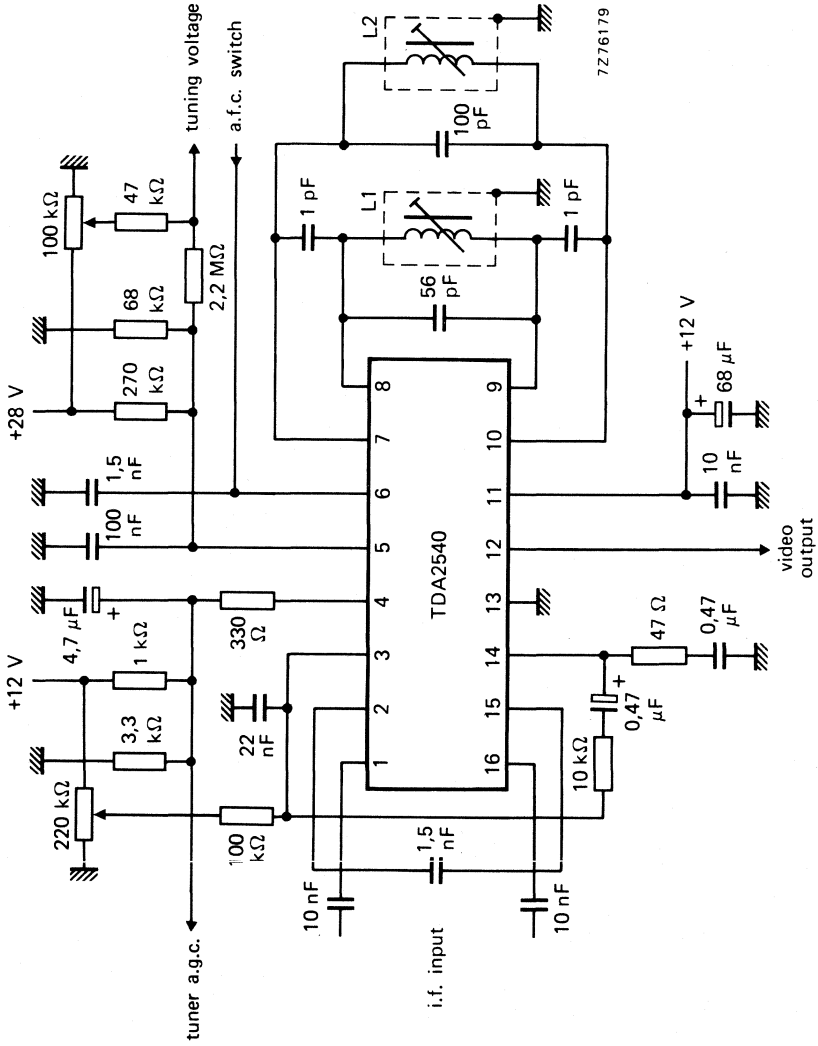 +28 V
100 kΩ
270
kΩ
68
kΩ
47
kΩ
2,2 MΩ
tuning voltage
a.f.c. switch
1,5
nF
100
nF
+12 V
4,7 µF
+
1 kΩ
3,3
kΩ
220 kΩ
330
Ω
22
nF
100
kΩ
tuner a.g.c.
1 2 3 4 5 6 7 8
TDA2540
16 15 14 13 12 11 10 9
1 pF
L1
56
pF
1 pF
L2
100
pF
10 nF
1,5
nF
10 nF
i.f. input
10 kΩ
+
0,47
µF
47 Ω
0,47
µF
video
output
10
nF
+
68 µF
+12 V
7Z76179